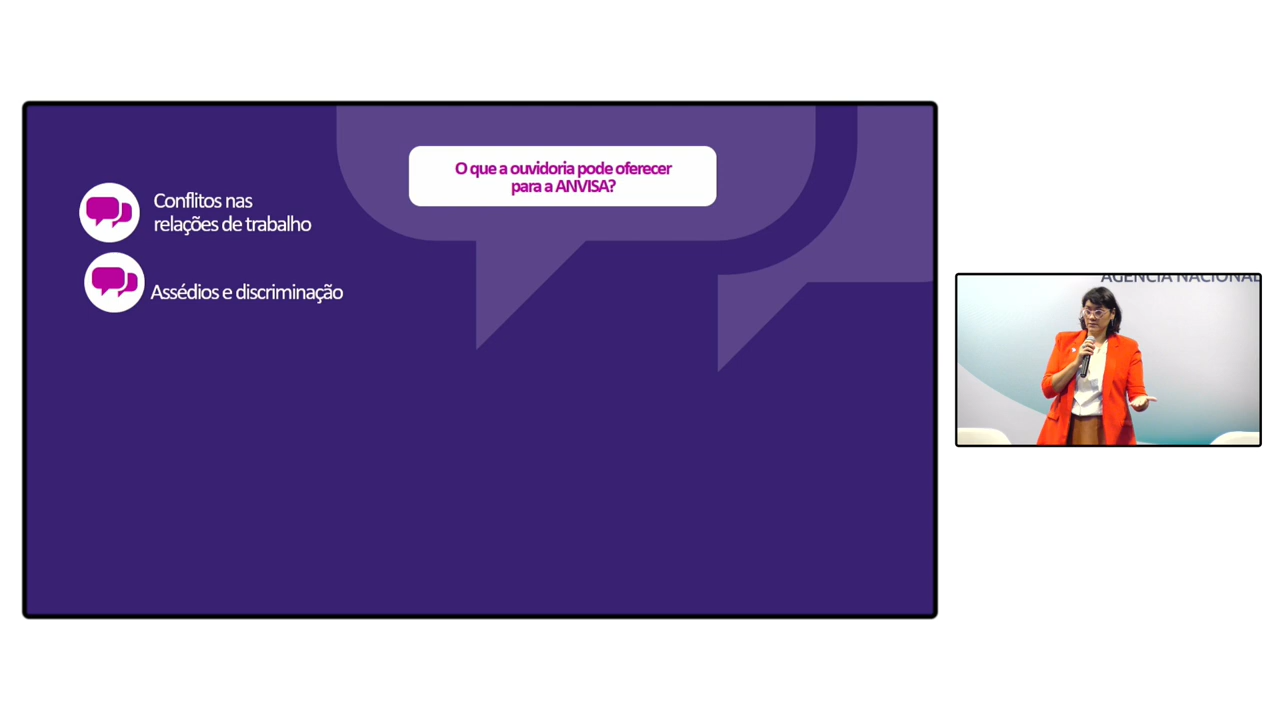 O que a ouvidoria pode oferecer
para a ANVISA?
Conflitos nas
relações de trabalho
Assédios e discriminação
AGÊNCIA NACIONAL